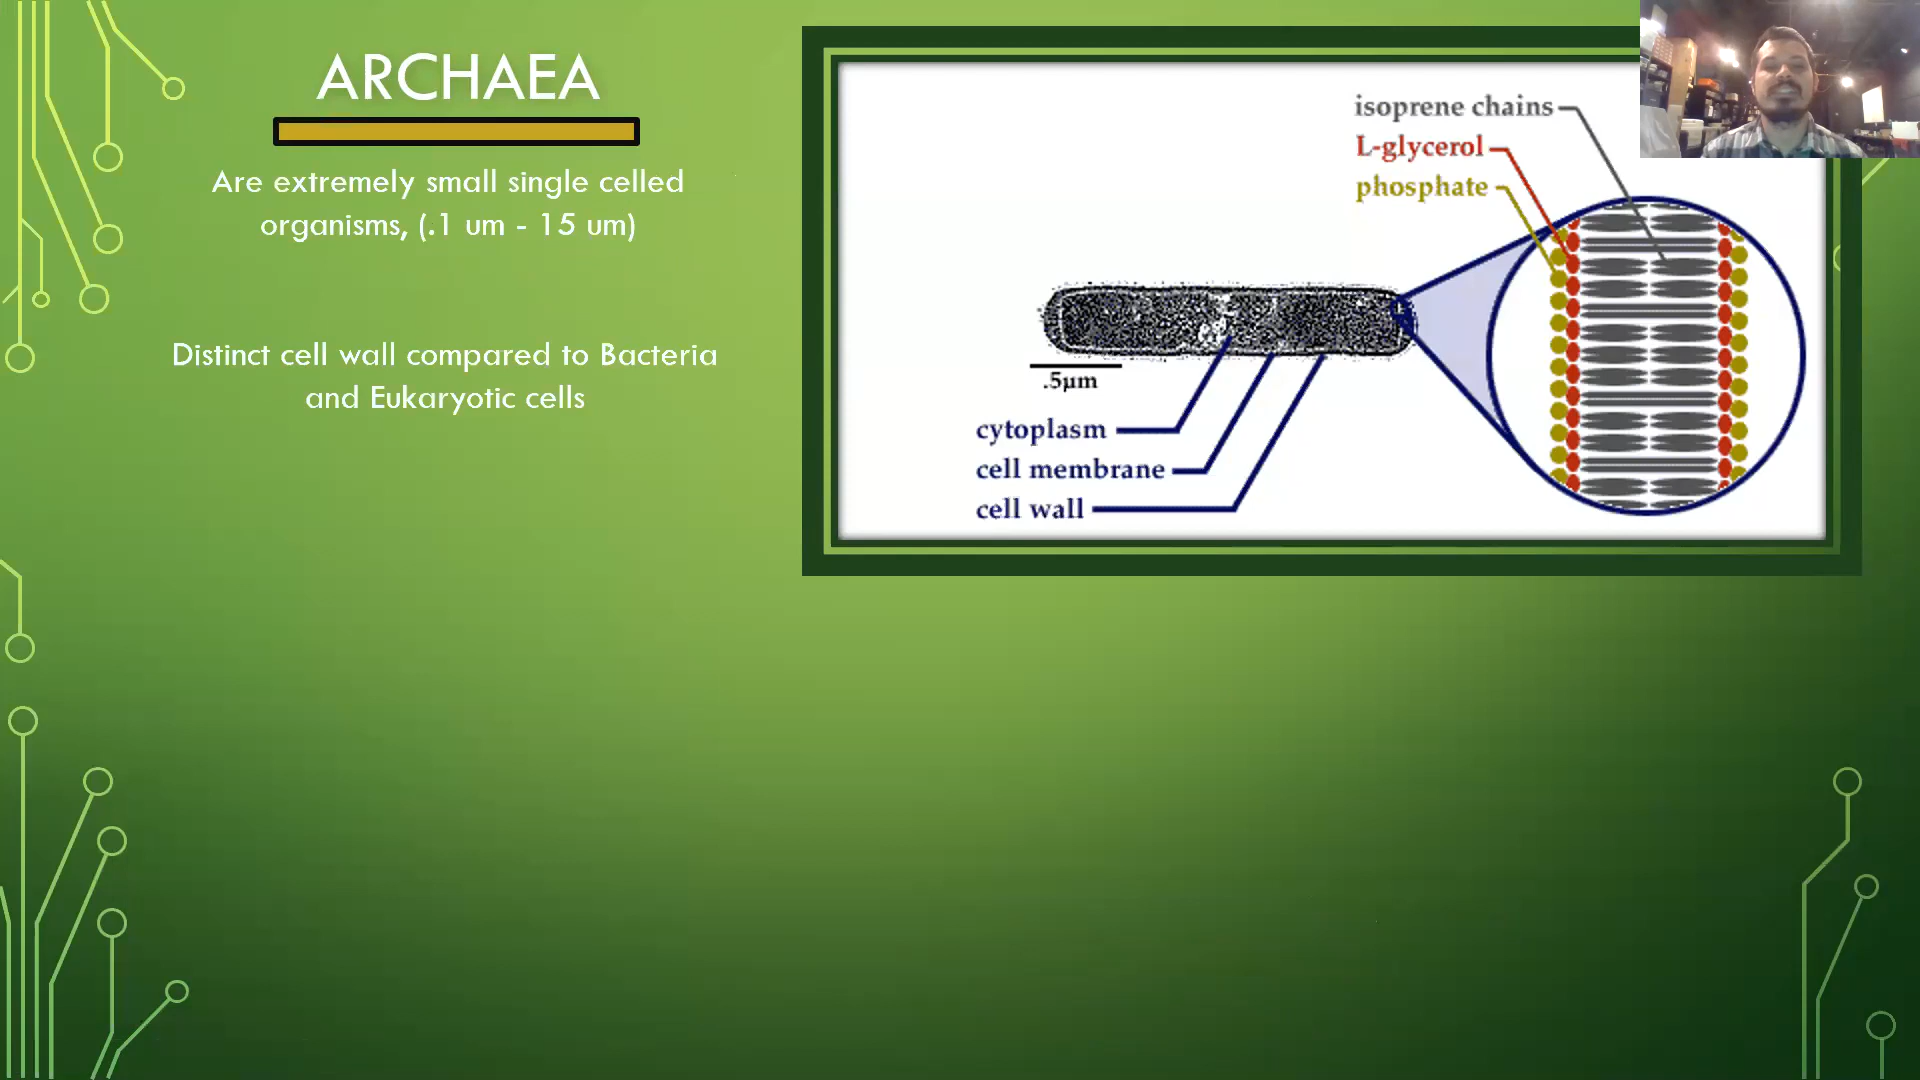 ARCHAEA
Are extremely small single celled
organisms, (.1 um - 15 um)
Distinct cell wall compared to Bacteria
and Eukaryotic cells
isoprene chains
L-glycerol
phosphate
.5µm
cytoplasm
cell membrane
cell wall